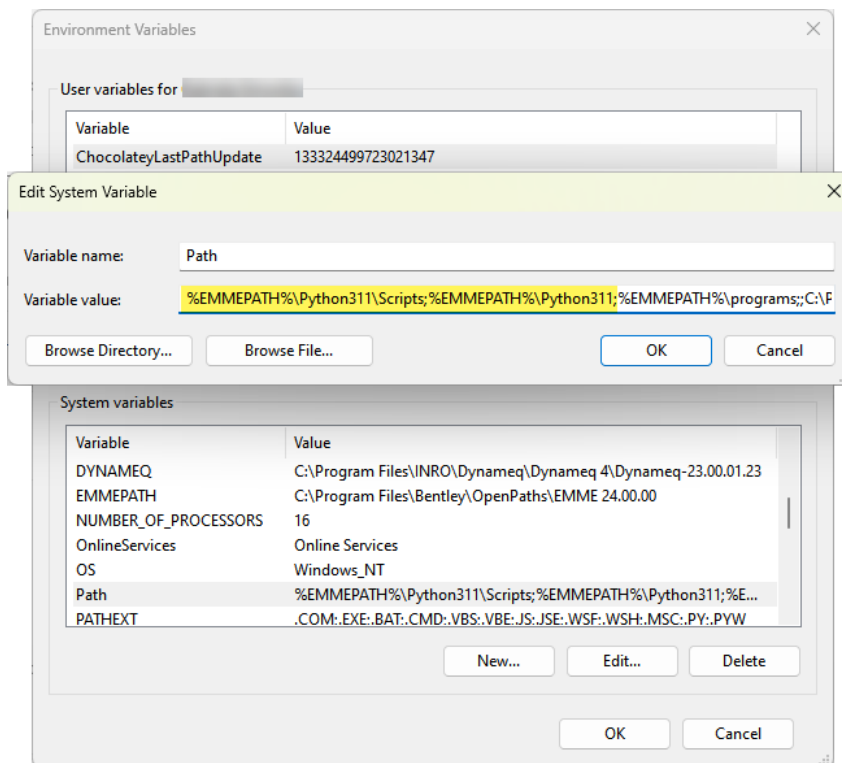 Environment Variables
User variables for
Variable Value
ChocolateyLastPathUpdate 133324499723021347
Edit System Variable
Variable name: Path
Variable value: %EMMEPATH%\Python311\Scripts;%EMMEPATH%\Python311;%EMMEPATH%\programs;;C:\P
Browse Directory... Browse File... OK Cancel
System variables
Variable Value
DYNAMEQ C:\Program Files\INRO\Dynameq\Dynameq 4\Dynameq-23.00.01.23
EMMEPATH C:\Program Files\Bentley\OpenPaths\EMME 24.00.00
NUMBER_OF_PROCESSORS 16
OnlineServices Online Services
OS Windows_NT
Path %EMMEPATH%\Python311\Scripts;%EMMEPATH%\Python311;%E...
PATHEXT .COM;.EXE;.BAT;.CMD;.VBS;.VBE;.JS;.JSE;.WSF;.WSH;.MSC;.PY;.PYW
New... Edit... Delete
OK Cancel